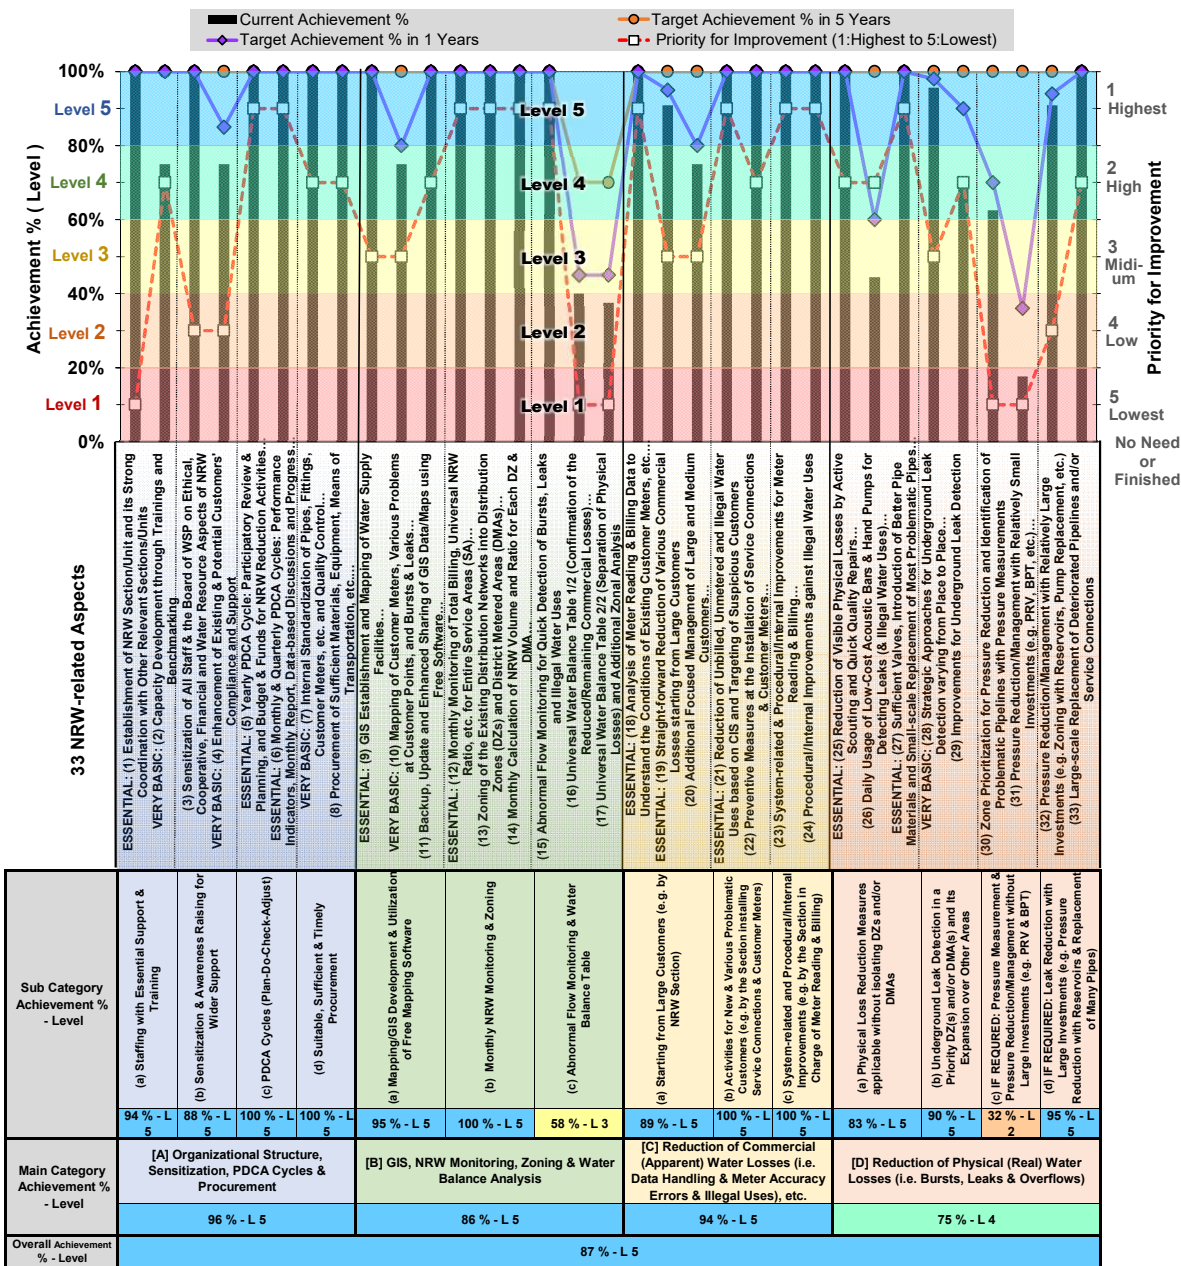 Current Achievement %
Target Achievement % in 5 Years
Target Achievement % in 1 Years
Priority for Improvement (1:Highest to 5:Lowest)
Achievement % ( Level )
100%
Level 5
80%
Level 4
60%
Level 3
40%
Level 2
20%
Level 1
0%
Level 5
Level 4
Level 3
Level 2
Level 1
1
Highest
2
High
3
Midi-
um
4
Low
5
Lowest
No Need
or
Finished
Priority for Improvement
33 NRW-related Aspects
ESSENTIAL: (1) Establishment of NRW Section/Unit and its Strong
Coordination with Other Relevant Sections/Units
VERY BASIC: (2) Capacity Development through Trainings and
Benchmarking
(3) Sensitization of All Staff & the Board of WSP on Ethical,
Cooperative, Financial and Water Resource Aspects of NRW
VERY BASIC: (4) Enhancement of Existing & Potential Customers'
Compliance and Support
ESSENTIAL: (5) Yearly PDCA Cycle: Participatory Review &
Planning, and Budget & Funds for NRW Reduction Activities…
ESSENTIAL: (6) Monthly & Quarterly PDCA Cycles: Performance
Indicators, Monthly Report, Data-based Discussions and Progress…
VERY BASIC: (7) Internal Standardization of Pipes, Fittings,
Customer Meters, etc. and Quality Control…
(8) Procurement of Sufficient Materials, Equipment, Means of
Transportation, etc.…
ESSENTIAL: (9) GIS Establishment and Mapping of Water Supply
Facilities…
VERY BASIC: (10) Mapping of Customer Meters, Various Problems
at Customer Points, and Bursts & Leaks…
(11) Backup, Update and Enhanced Sharing of GIS Data/Maps using
Free Software…
ESSENTIAL: (12) Monthly Monitoring of Total Billing, Universal NRW
Ratio, etc. for Entire Service Areas (SA)…
(13) Zoning of the Existing Distribution Networks into Distribution
Zones (DZs) and District Metered Areas (DMAs)…
(14) Monthly Calculation of NRW Volume and Ratio for Each DZ &
DMA…
(15) Abnormal Flow Monitoring for Quick Detection of Bursts, Leaks
and Illegal Water Uses
(16) Universal Water Balance Table 1/2 (Confirmation of the
Reduced/Remaining Commercial Losses)…
(17) Universal Water Balance Table 2/2 (Separation of Physical
Losses) and Additional Zonal Analysis
ESSENTIAL: (18) Analysis of Meter Reading & Billing Data to
Understand the Conditions of Existing Customer Meters, etc…
ESSENTIAL: (19) Straight-forward Reduction of Various Commercial
Losses starting from Large Customers
(20) Additional Focused Management of Large and Medium
Customers…
ESSENTIAL: (21) Reduction of Unbilled, Unmetered and Illegal Water
Uses based on CIS and Targeting of Suspicious Customers
(22) Preventive Measures at the Installation of Service Connections
& Customer Meters…
(23) System-related & Procedural/Internal Improvements for Meter
Reading & Billing…
(24) Procedural/Internal Improvements against Illegal Water Uses
ESSENTIAL: (25) Reduction of Visible Physical Losses by Active
Scouting and Quick Quality Repairs…
(26) Daily Usage of Low-Cost Acoustic Bars & Hand Pumps for
Detecting Leaks (& Illegal Water Uses)…
ESSENTIAL: (27) Sufficient Valves, Introduction of Better Pipe
Materials and Small-scale Replacement of Most Problematic Pipes…
VERY BASIC: (28) Strategic Approaches for Underground Leak
Detection varying from Place to Place…
(29) Improvements for Underground Leak Detection
(30) Zone Prioritization for Pressure Reduction and Identification of
Problematic Pipelines with Pressure Measurements
(31) Pressure Reduction/Management with Relatively Small
Investments (e.g. PRV, BPT, etc.)…
(32) Pressure Reduction/Management with Relatively Large
Investments (e.g. Zoning with Reservoirs, Pump Replacement, etc.)
(33) Large-scale Replacement of Deteriorated Pipelines and/or
Service Connections
Sub Category
Achievement %
- Level
(a) Staffing with Essential Support &
Training
(b) Sensitization & Awareness Raising for
Wider Support
(c) PDCA Cycles (Plan-Do-Check-Adjust)
(d) Suitable, Sufficient & Timely
Procurement
(a) Mapping/GIS Development & Utilization
of Free Mapping Software
(b) Monthly NRW Monitoring & Zoning
(c) Abnormal Flow Monitoring & Water
Balance Table
(a) Starting from Large Customers (e.g. by
NRW Section)
(b) Activities for New & Various Problematic
Customers (e.g. by the Section installing
Service Connections & Customer Meters)
(c) System-related and Procedural/Internal
Improvements (e.g. by the Section in
Charge of Meter Reading & Billing)
(a) Physical Loss Reduction Measures
applicable without isolating DZs and/or
DMAs
(b) Underground Leak Detection in a
Priority DZ(s) and/or DMA(s) and Its
Expansion over Other Areas
(c) IF REQUIRED: Pressure Measurement &
Pressure Reduction/Management without
Large Investments (e.g. PRV & BPT)
(d) IF REQUIRED: Leak Reduction with
Large Investments (e.g. Pressure
Reduction with Reservoirs & Replacement
of Many Pipes)
94 % - L 5
88 % - L 5
100 % - L 5
100 % - L 5
95 % - L 5
100 % - L 5
58 % - L 3
89 % - L 5
100 % - L 5
100 % - L 5
83 % - L 5
90 % - L 5
32 % - L 2
95 % - L 5
Main Category
Achievement %
- Level
[A] Organizational Structure,
Sensitization, PDCA Cycles &
Procurement
[B] GIS, NRW Monitoring, Zoning & Water
Balance Analysis
[C] Reduction of Commercial
(Apparent) Water Losses (i.e.
Data Handling & Meter Accuracy
Errors & Illegal Uses), etc.
[D] Reduction of Physical (Real) Water
Losses (i.e. Bursts, Leaks & Overflows)
96 % - L 5
86 % - L 5
94 % - L 5
75 % - L 4
Overall Achievement
% - Level
87 % - L 5